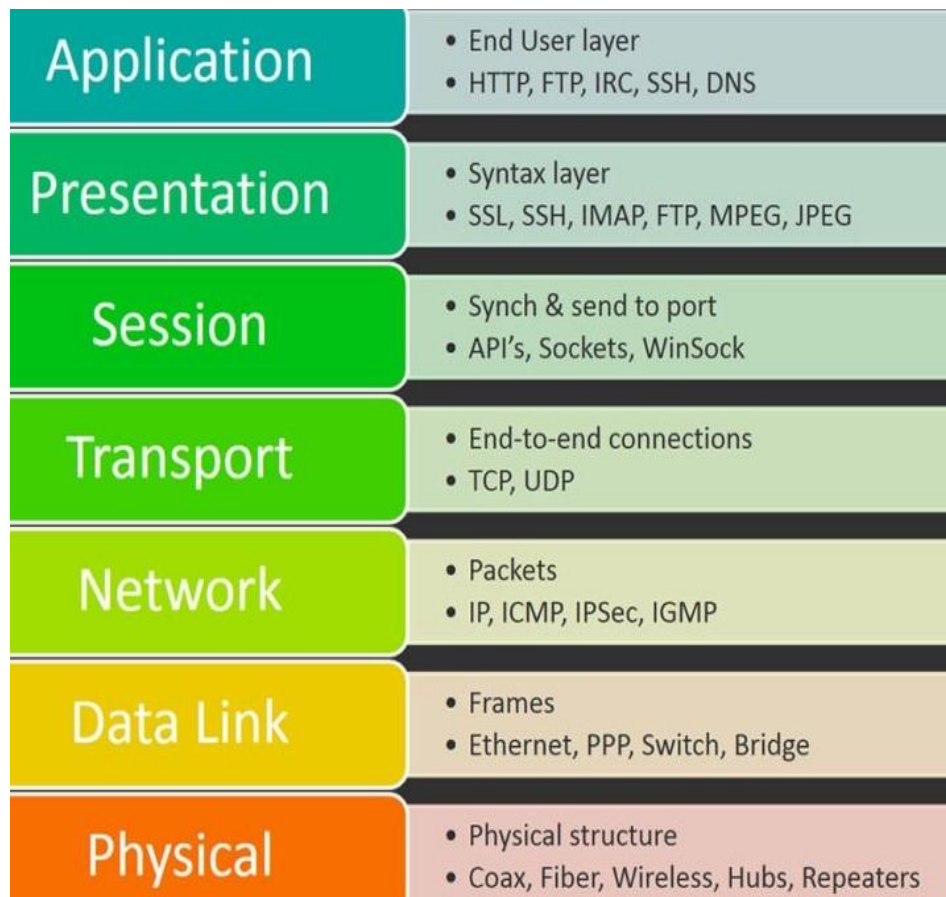 Application
• End User layer
• HTTP, FTP, IRC, SSH, DNS
Presentation
• Syntax layer
• SSL, SSH, IMAP, FTP, MPEG, JPEG
Session
• Synch & send to port
• API's, Sockets, WinSock
Transport
• End-to-end connections
• TCP, UDP
Network
• Packets
• IP, ICMP, IPSec, IGMP
Data Link
• Frames
• Ethernet, PPP, Switch, Bridge
Physical
• Physical structure
• Coax, Fiber, Wireless, Hubs, Repeaters